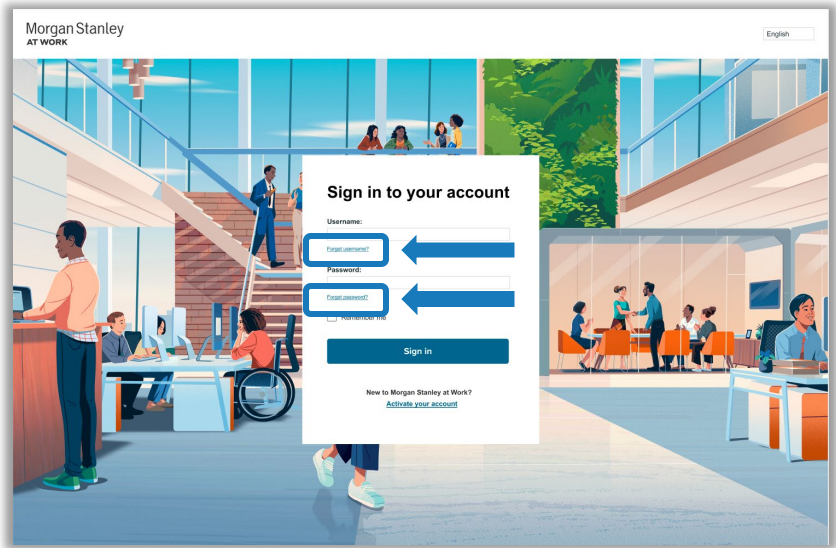 Morgan Stanley
AT WORK
English
Sign in to your account
Username:
Forgot username?
Password:
Forgot password?
Remember me
Sign in
New to Morgan Stanley at Work?
Activate your account